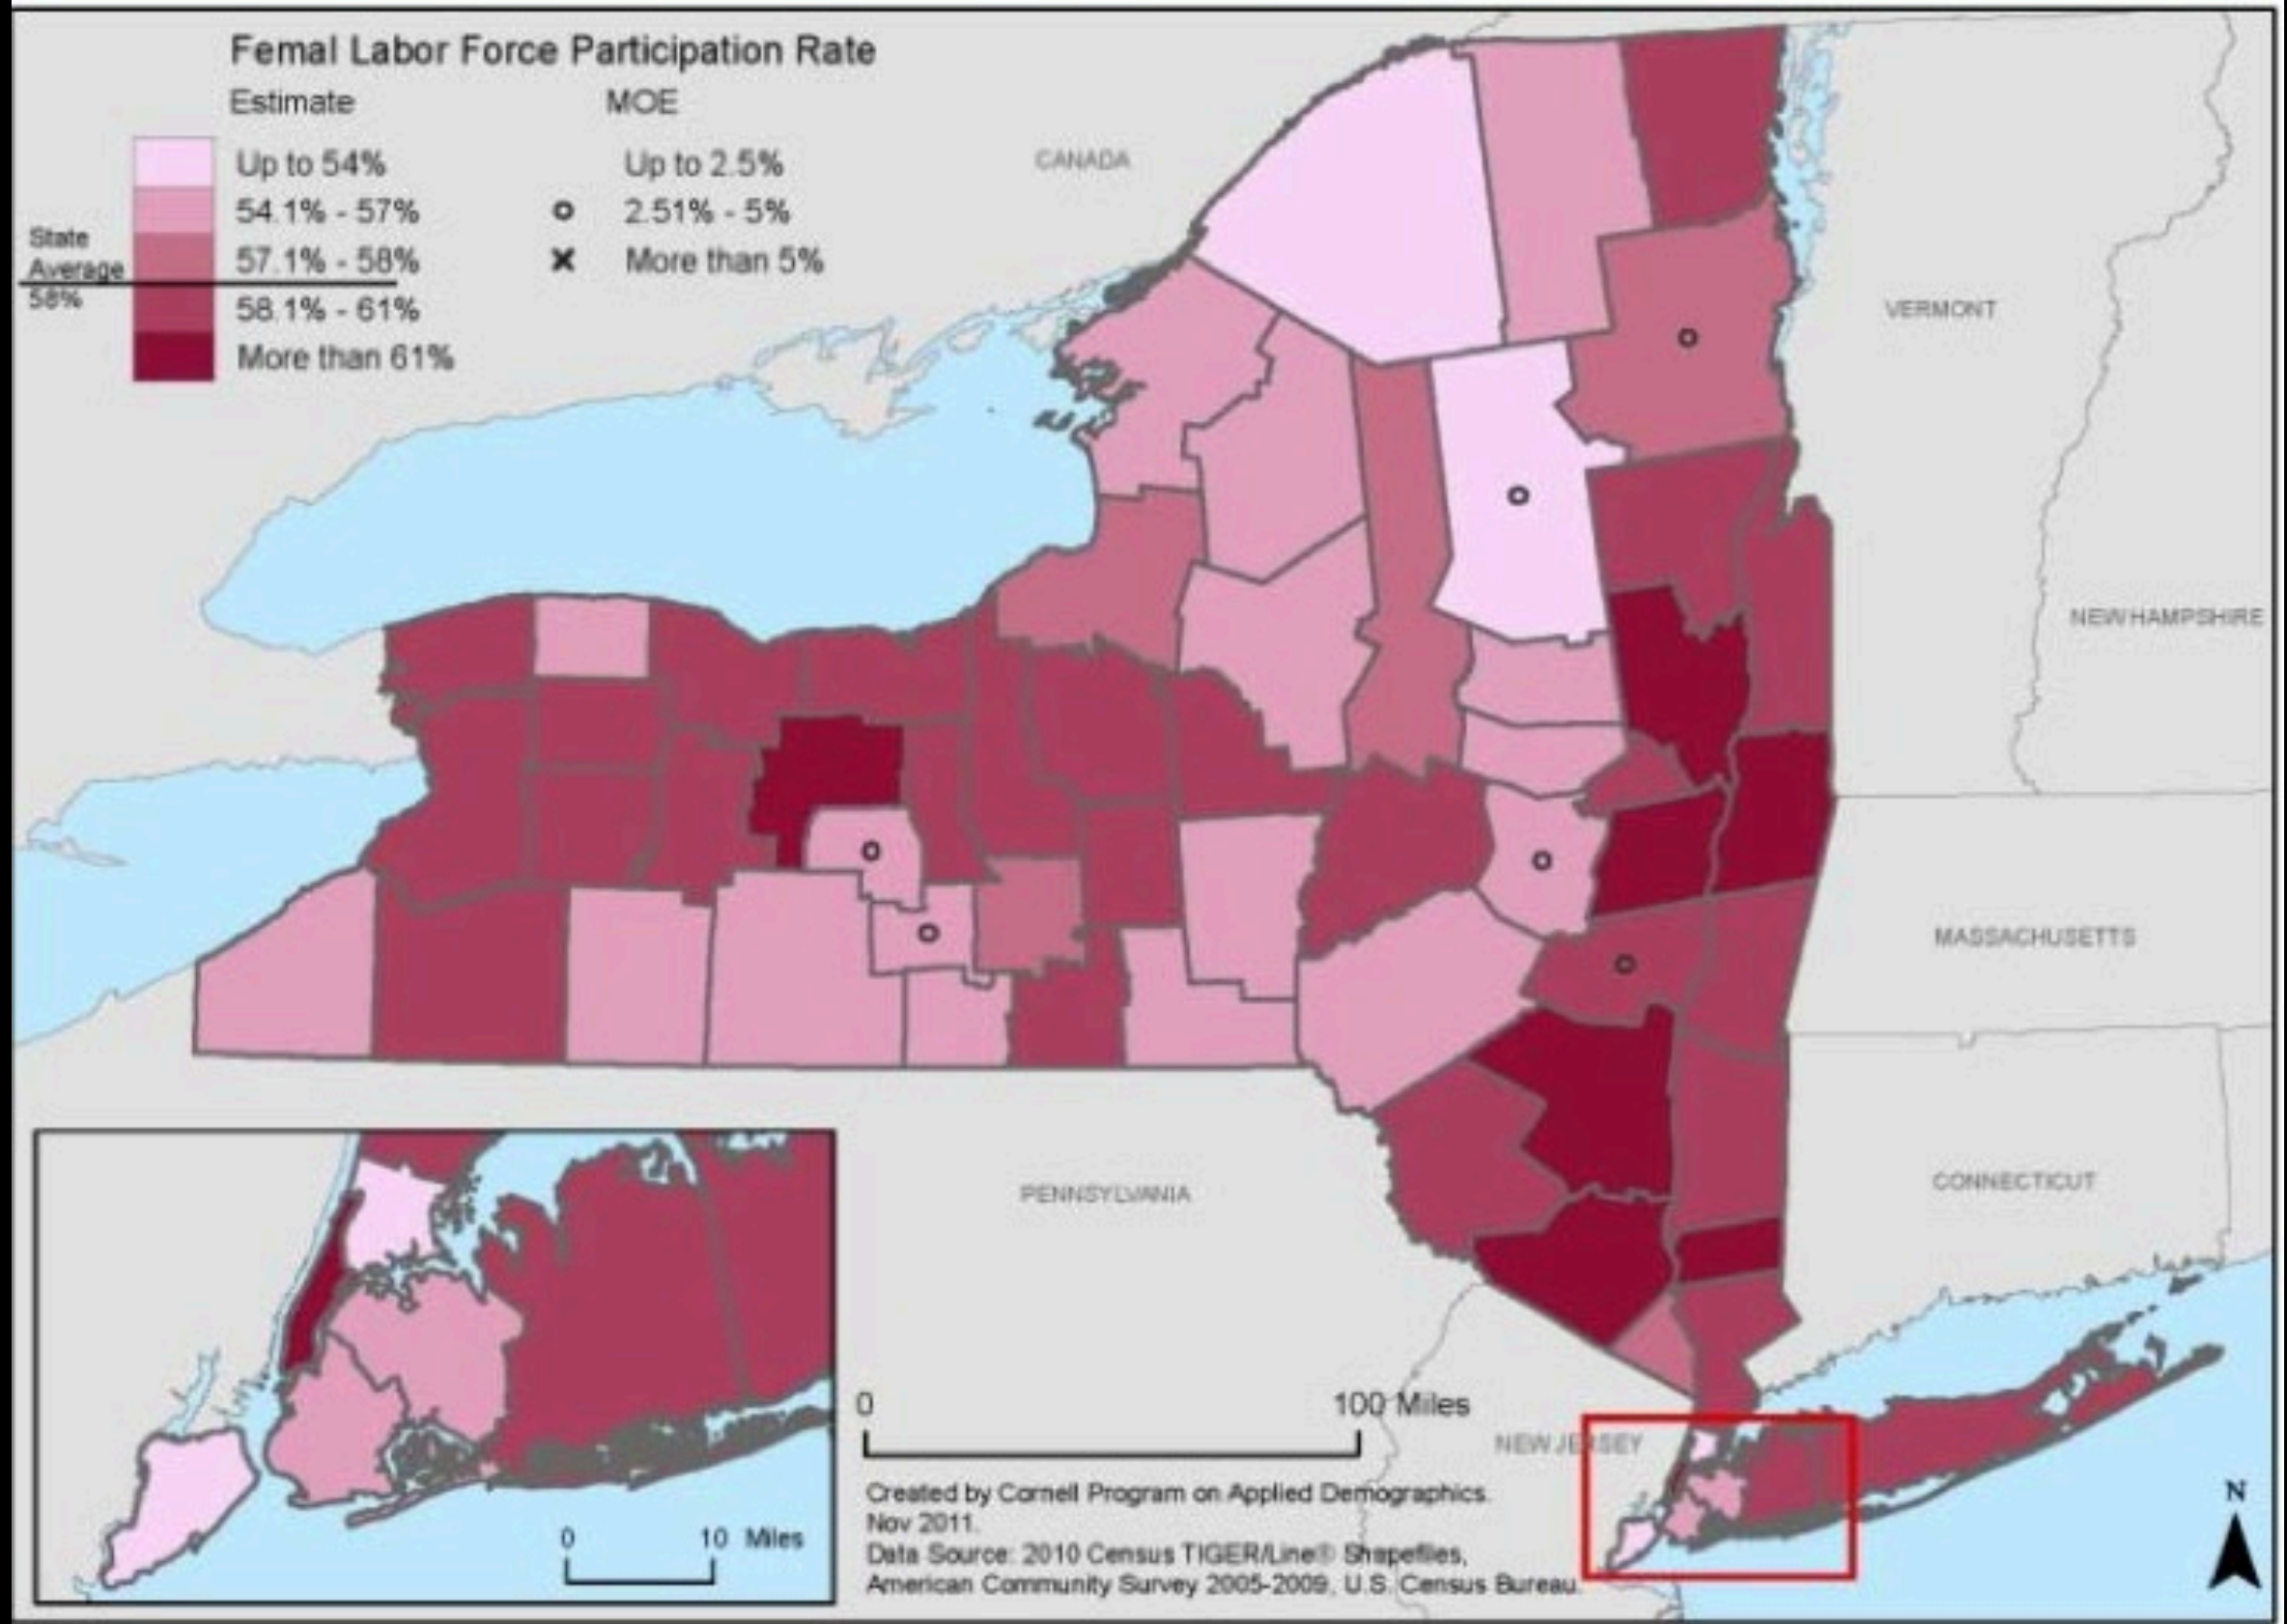 Femal Labor Force Participation Rate
Estimate MOE
Up to 54% Up to 2.5%
54.1% - 57% 2.51% - 5%
57.1% - 58% More than 5%
State
Average
58%
58.1% - 61%
More than 61%
CANADA
VERMONT
NEW HAMPSHIRE
MASSACHUSETTS
CONNECTICUT
PENNSYLVANIA
NEW JERSEY
0 100 Miles
0 10 Miles
Created by Cornell Program on Applied Demographics.
Nov 2011.
Data Source: 2010 Census TIGER/Line® Shapefiles,
American Community Survey 2005-2009, U.S. Census Bureau.
N